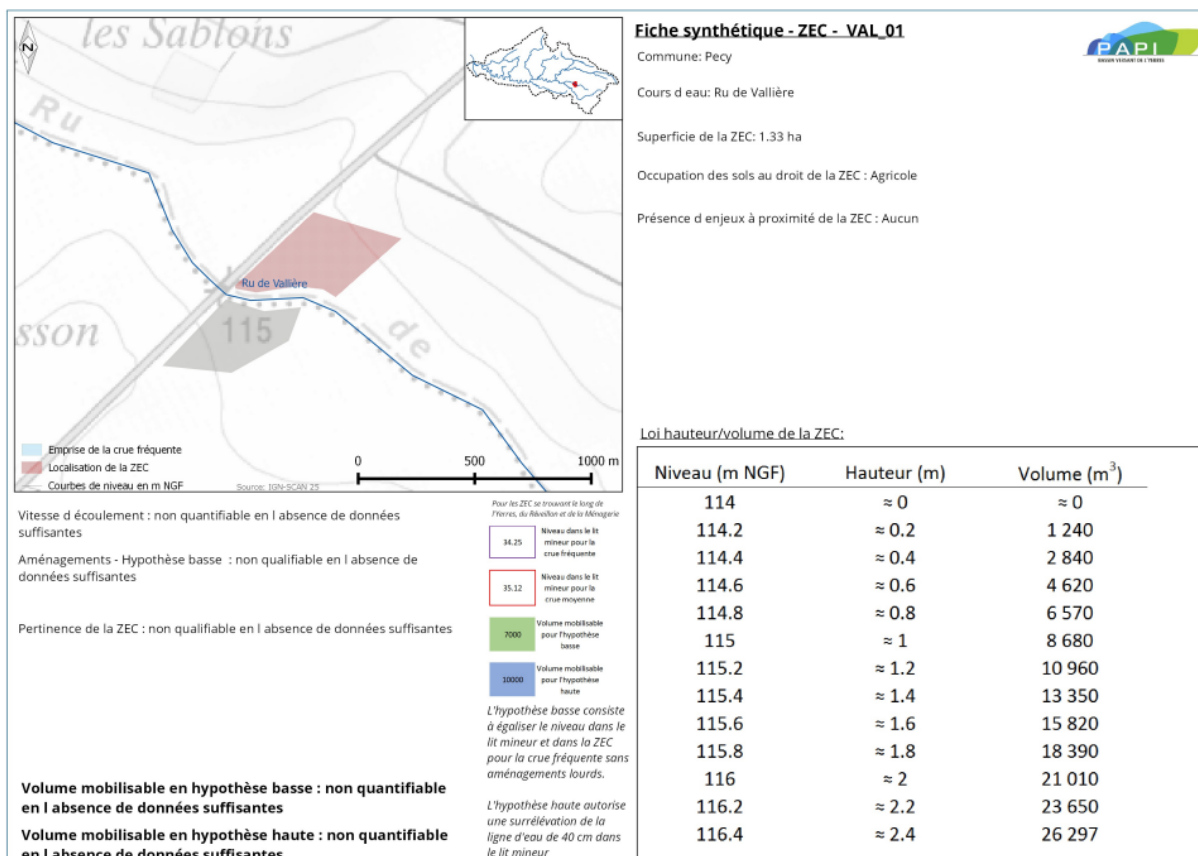 les Sablons
Ru
Ru de Vallière
sson
115
de
Emprise de la crue fréquente
Localisation de la ZEC
Courbes de niveau en m NGF
Source: IGN-SCAN 25
0 500 1000 m
N
Fiche synthétique - ZEC - VAL_01
PAPI
BASSIN VERSANT DE L'YERRES
Commune: Pecy
Cours d eau: Ru de Vallière
Superficie de la ZEC: 1.33 ha
Occupation des sols au droit de la ZEC : Agricole
Présence d enjeux à proximité de la ZEC : Aucun
Vitesse d écoulement : non quantifiable en l absence de données
suffisantes
Aménagements - Hypothèse basse : non qualifiable en l absence de
données suffisantes
Pertinence de la ZEC : non qualifiable en l absence de données suffisantes
Volume mobilisable en hypothèse basse : non quantifiable
en l absence de données suffisantes
Volume mobilisable en hypothèse haute : non quantifiable
en l absence de données suffisantes
Pour les ZEC se trouvant le long de
l'Yerres, du Réveillon et de la Ménagerie
34.25
Niveau dans le lit
mineur pour la
crue fréquente
35.12
Niveau dans le lit
mineur pour la
crue moyenne
7000
Volume mobilisable
pour l'hypothèse
basse
10000
Volume mobilisable
pour l'hypothèse
haute
L'hypothèse basse consiste
à égaliser le niveau dans le
lit mineur et dans la ZEC
pour la crue fréquente sans
aménagements lourds.
L'hypothèse haute autorise
une surrélévation de la
ligne d'eau de 40 cm dans
le lit mineur
Loi hauteur/volume de la ZEC:
Niveau (m NGF) Hauteur (m) Volume (m³)
114 ≈ 0 ≈ 0
114.2 ≈ 0.2 1 240
114.4 ≈ 0.4 2 840
114.6 ≈ 0.6 4 620
114.8 ≈ 0.8 6 570
115 ≈ 1 8 680
115.2 ≈ 1.2 10 960
115.4 ≈ 1.4 13 350
115.6 ≈ 1.6 15 820
115.8 ≈ 1.8 18 390
116 ≈ 2 21 010
116.2 ≈ 2.2 23 650
116.4 ≈ 2.4 26 297